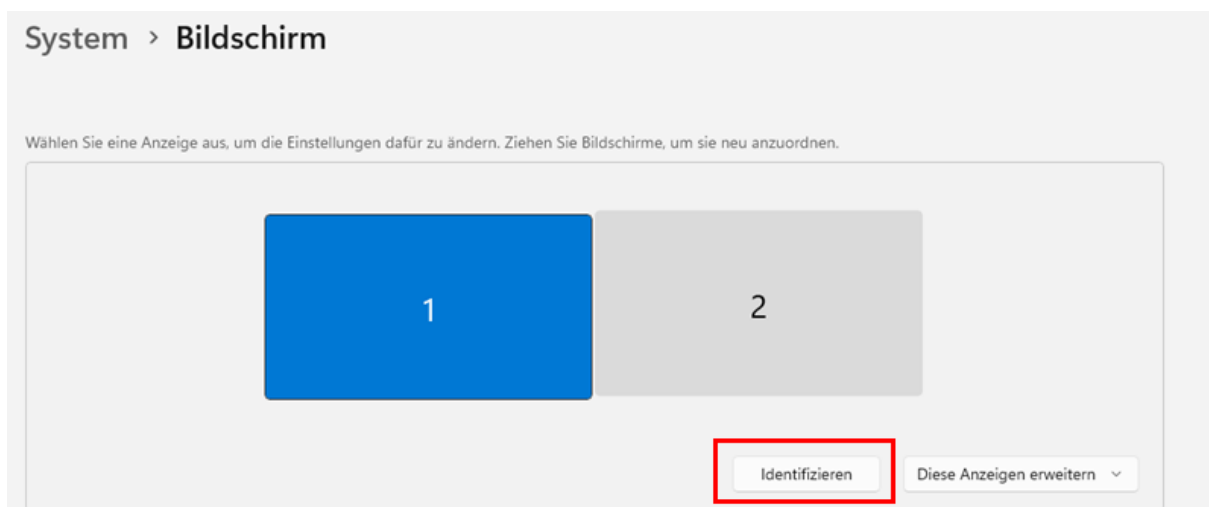 System > Bildschirm
Wählen Sie eine Anzeige aus, um die Einstellungen dafür zu ändern. Ziehen Sie Bildschirme, um sie neu anzuordnen.
1
2
Identifizieren
Diese Anzeigen erweitern